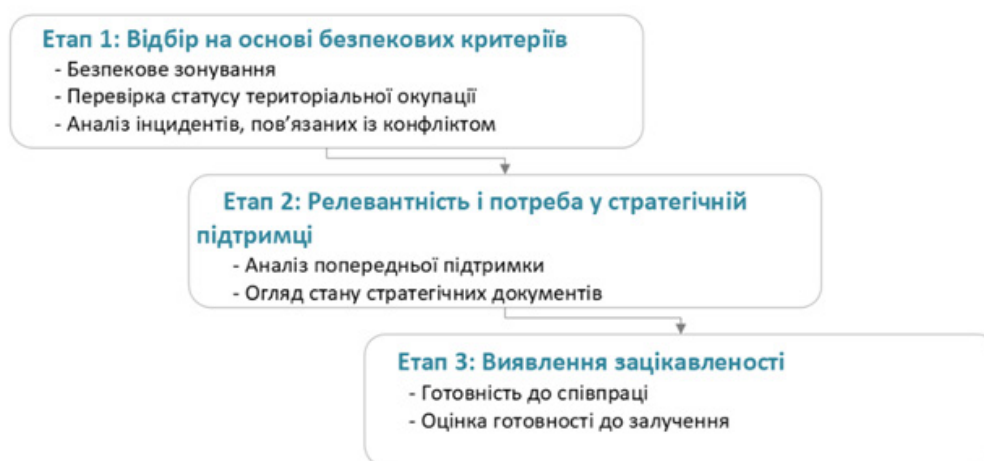 Етап 1: Відбір на основі безпекових критеріїв
- Безпекове зонування
- Перевірка статусу територіальної окупації
- Аналіз інцидентів, пов’язаних із конфліктом
Етап 2: Релевантність і потреба у стратегічній
підтримці
- Аналіз попередньої підтримки
- Огляд стану стратегічних документів
Етап 3: Виявлення зацікавленості
- Готовність до співпраці
- Оцінка готовності до залучення